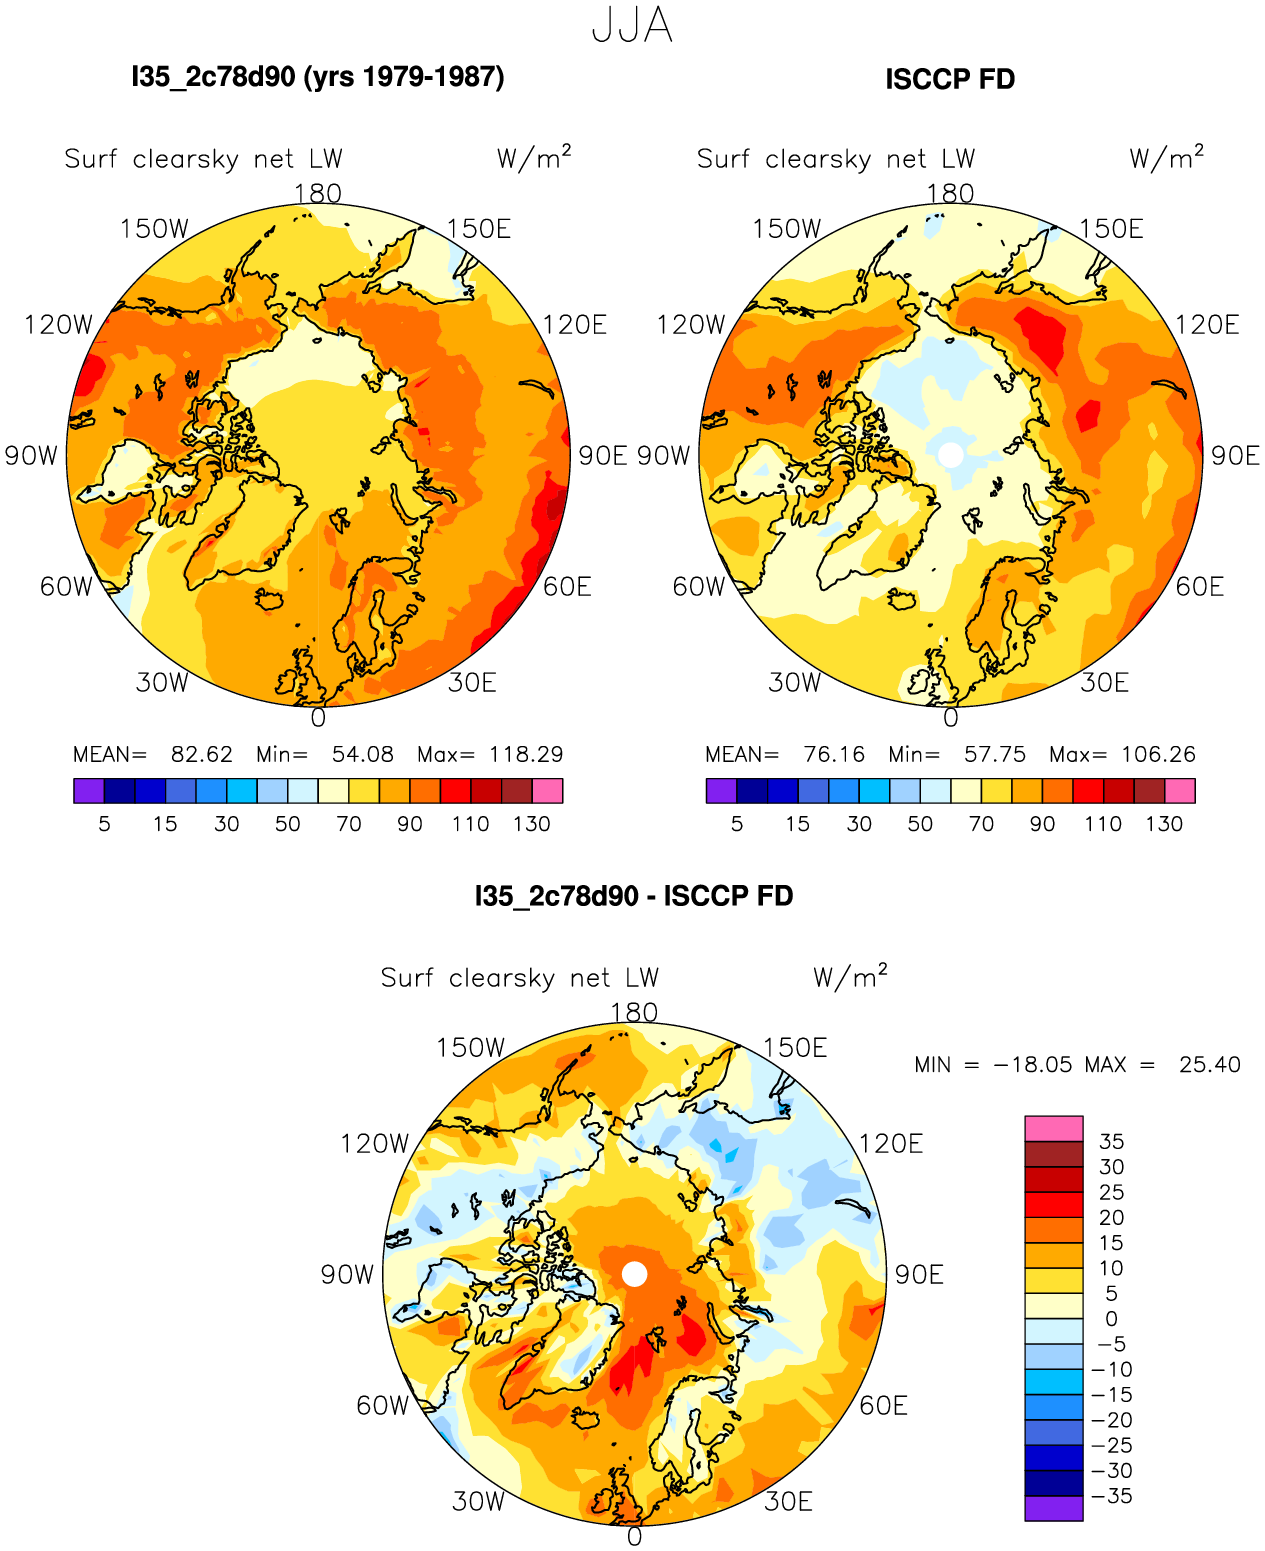 JJA
I35_2c78d90 (yrs 1979-1987)
ISCCP FD
Surf clearsky net LW W/m²
Surf clearsky net LW W/m²
180
180
150W 150E
150W 150E
120W 120E
120W 120E
90W 90E
90W 90E
60W 60E
60W 60E
30W 30E
30W 30E
0
0
MEAN= 82.62 Min= 54.08 Max= 118.29
MEAN= 76.16 Min= 57.75 Max= 106.26
5 15 30 50 70 90 110 130
5 15 30 50 70 90 110 130
I35_2c78d90 - ISCCP FD
Surf clearsky net LW W/m²
180
150W 150E
MIN = −18.05 MAX = 25.40
120W 120E
90W 90E
60W 60E
30W 30E
0
35
30
25
20
15
10
5
0
−5
−10
−15
−20
−25
−30
−35